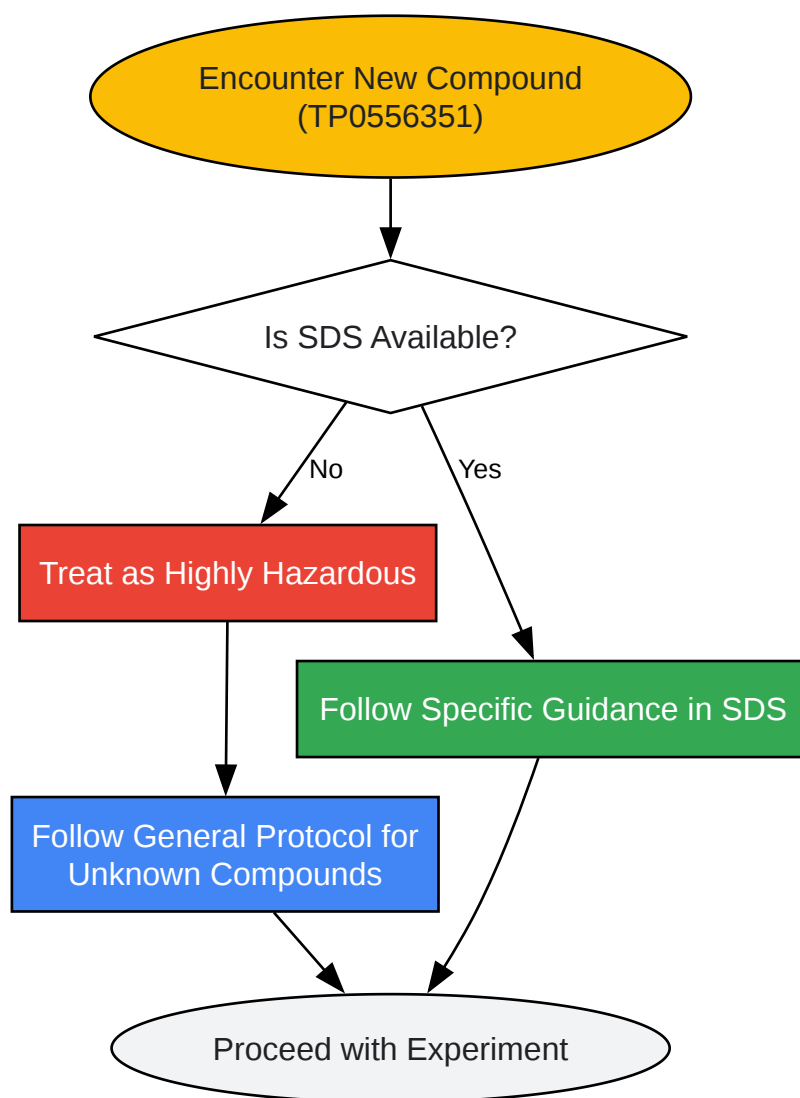 Encounter New Compound
(TP0556351)
Is SDS Available?
No
Yes
Treat as Highly Hazardous
Follow Specific Guidance in SDS
Follow General Protocol for
Unknown Compounds
Proceed with Experiment